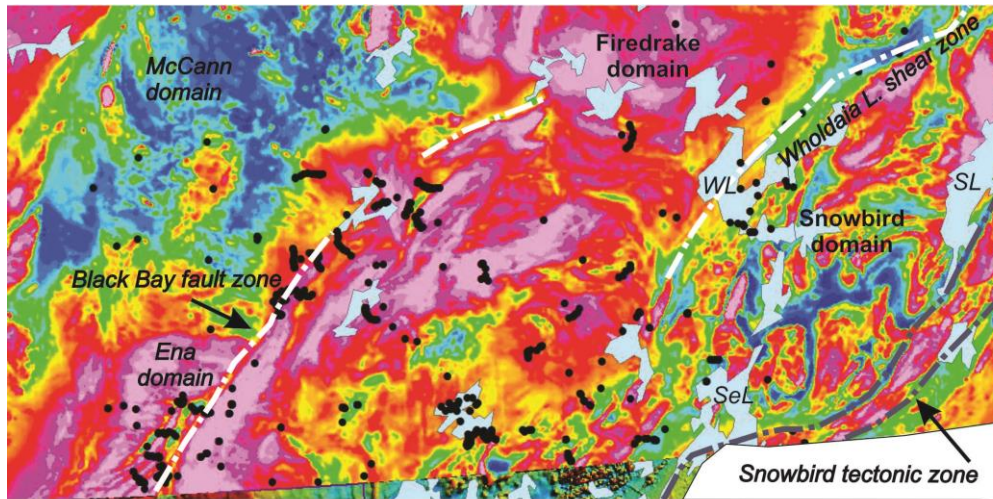 McCann
domain
Firedrake
domain
Wholdaia L. shear zone
WL
SL
Snowbird
domain
Black Bay fault zone
Ena
domain
SeL
Snowbird tectonic zone